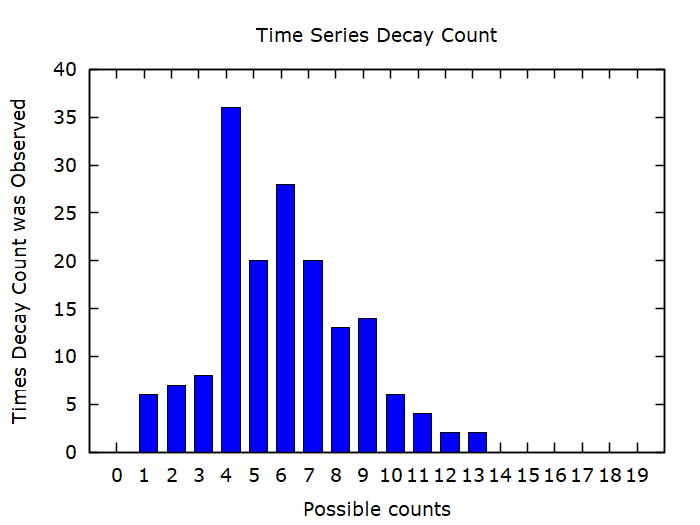 Time Series Decay Count
Times Decay Count was Observed
40
35
30
25
20
15
10
5
0
0 1 2 3 4 5 6 7 8 9 10 11 12 13 14 15 16 17 18 19
Possible counts